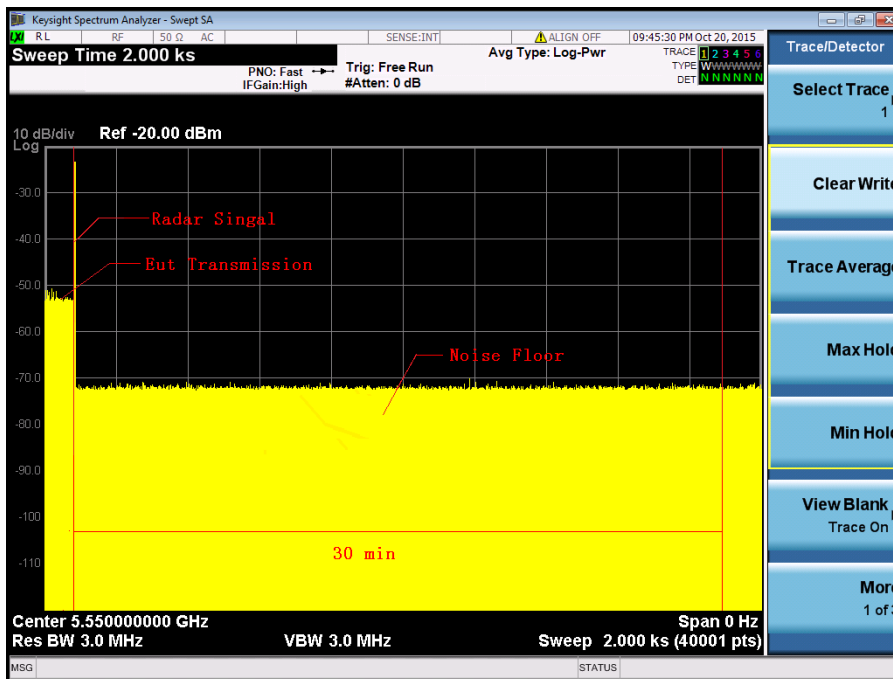 Keysight Spectrum Analyzer - Swept SA
LXI RL RF 50 Ω AC SENSE:INT ALIGN OFF 09:45:30 PM Oct 20, 2015
Sweep Time 2.000 ks
PNO: Fast
IFGain:High
Trig: Free Run
#Atten: 0 dB
Avg Type: Log-Pwr
TRACE 1 2 3 4 5 6
TYPE WWWWWW
DET N N N N N N
10 dB/div Ref -20.00 dBm
Log
-30.0
-40.0
-50.0
-60.0
-70.0
-80.0
-90.0
-100
-110
Radar Singal
Eut Transmission
Noise Floor
30 min
Center 5.550000000 GHz Span 0 Hz
Res BW 3.0 MHz VBW 3.0 MHz Sweep 2.000 ks (40001 pts)
MSG STATUS
Trace/Detector
Select Trace
1
Clear Write
Trace Average
Max Hold
Min Hold
View Blank
Trace On
More
1 of 3